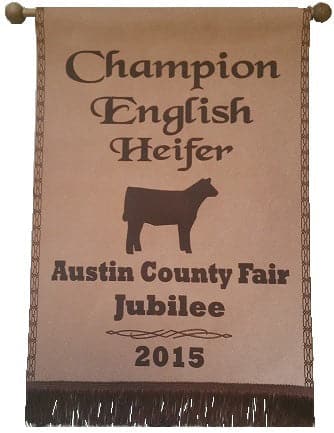 Champion
English
Heifer
Austin County Fair
Jubilee
2015